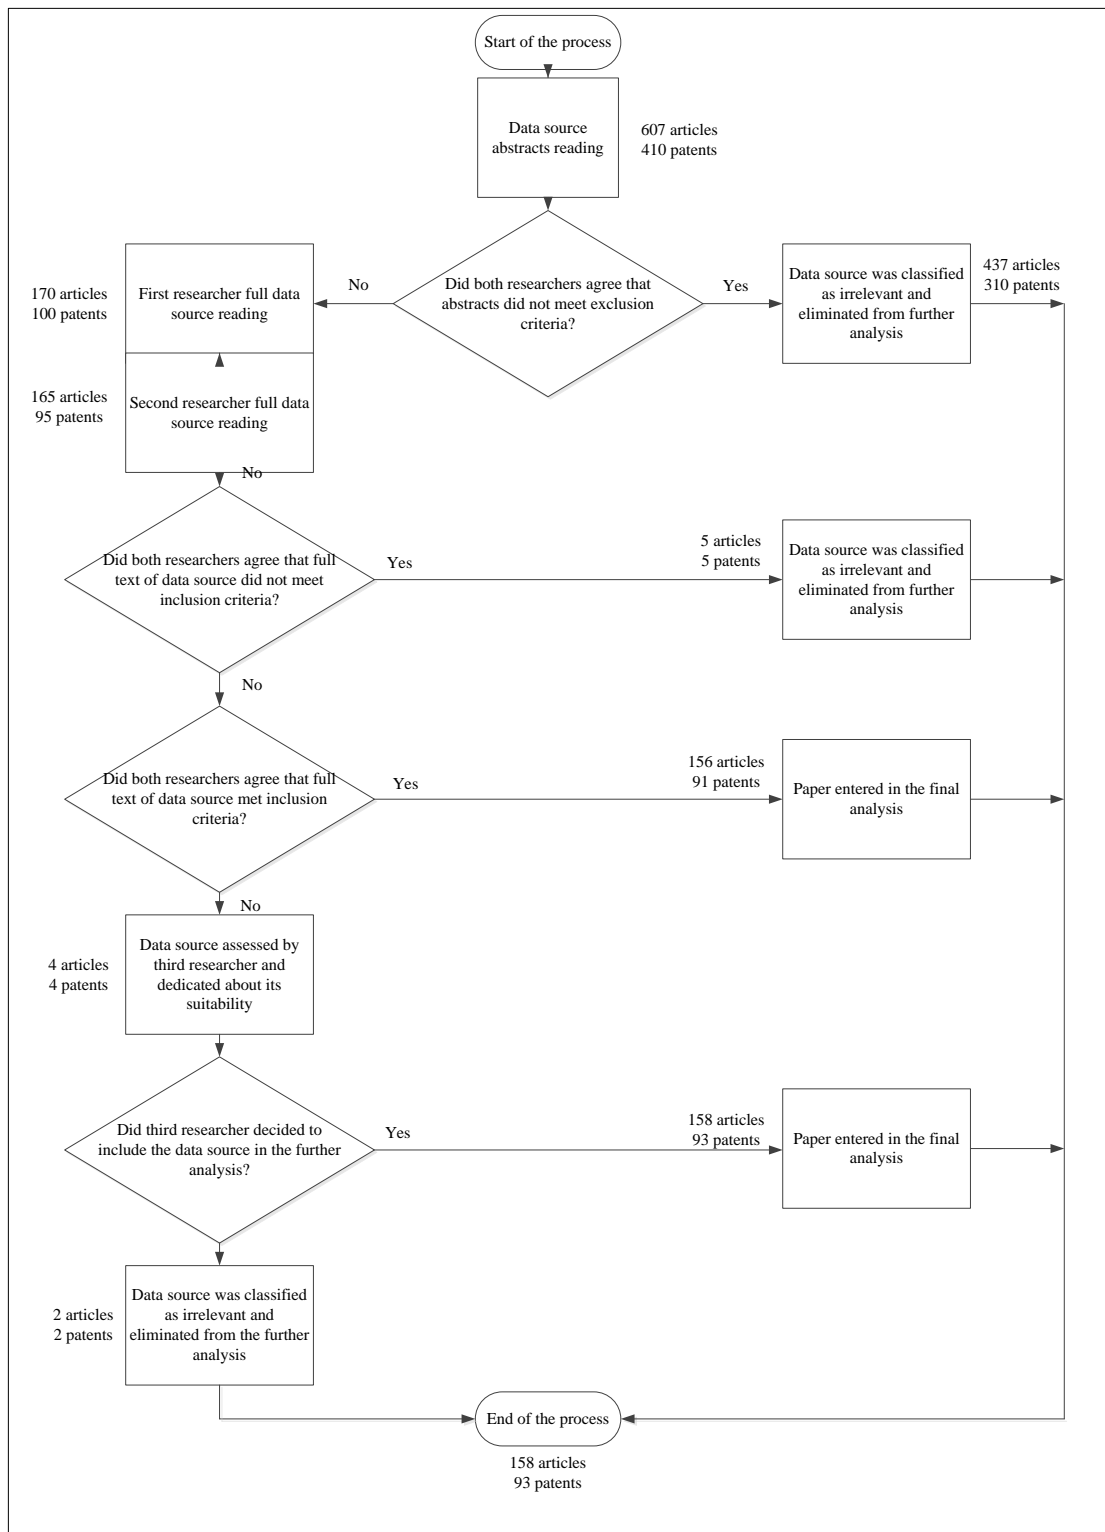 Start of the process
Data source
abstracts reading
607 articles
410 patents
Did both researchers agree that
abstracts did not meet exclusion
criteria?
No
Yes
First researcher full data
source reading
170 articles
100 patents
Data source was classified
as irrelevant and
eliminated from further
analysis
437 articles
310 patents
165 articles
95 patents
Second researcher full data
source reading
No
Did both researchers agree that full
text of data source did not meet
inclusion criteria?
Yes
5 articles
5 patents
Data source was classified
as irrelevant and
eliminated from further
analysis
No
Did both researchers agree that full
text of data source met inclusion
criteria?
Yes
156 articles
91 patents
Paper entered in the final
analysis
No
4 articles
4 patents
Data source assessed by
third researcher and
dedicated about its
suitability
Did third researcher decided to
include the data source in the further
analysis?
Yes
158 articles
93 patents
Paper entered in the final
analysis
2 articles
2 patents
Data source was classified
as irrelevant and
eliminated from the further
analysis
End of the process
158 articles
93 patents